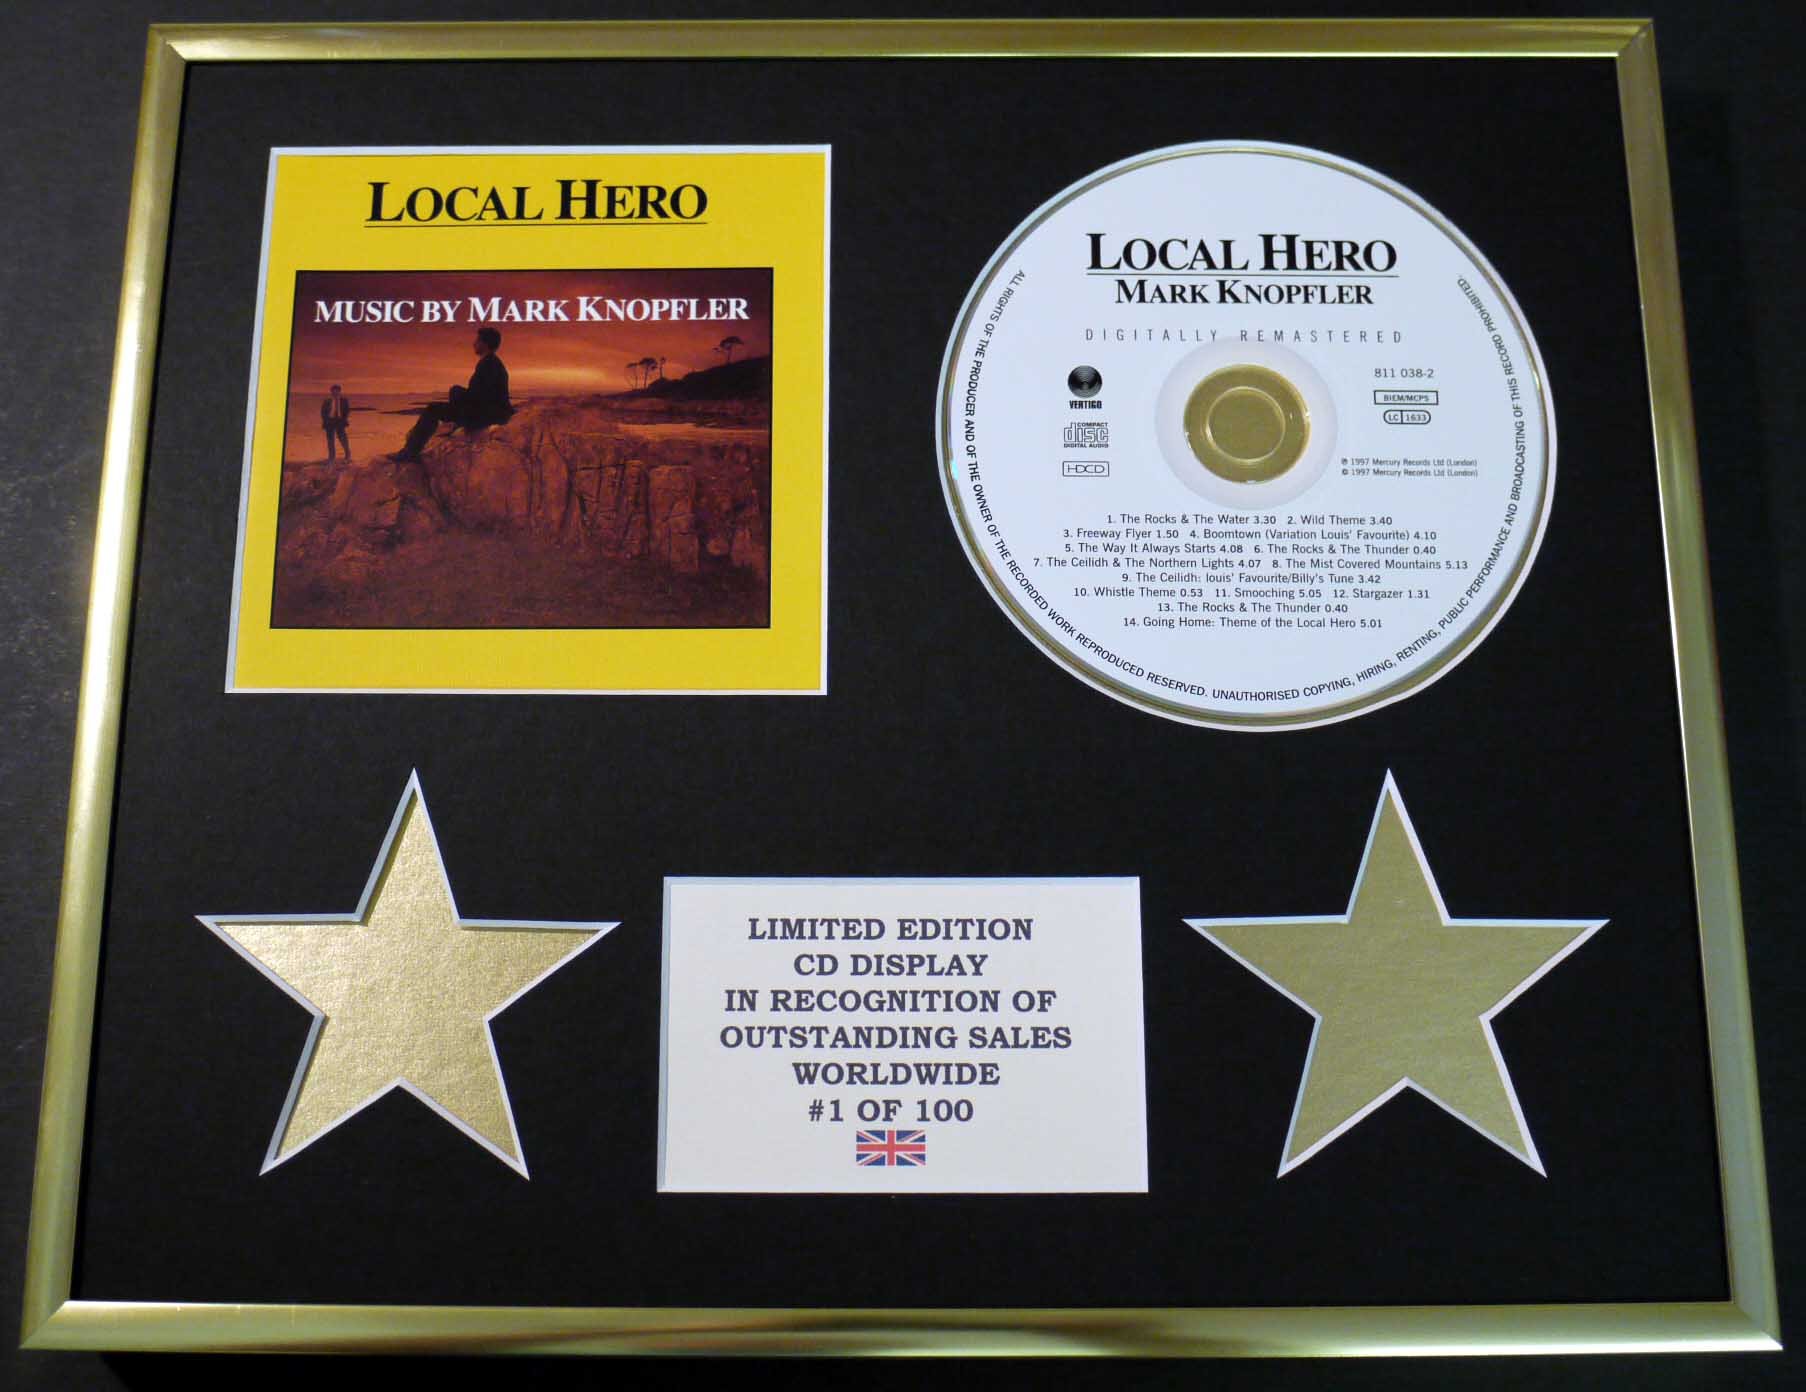 LOCAL HERO
MUSIC BY MARK KNOPFLER
LOCAL HERO
MARK KNOPFLER
DIGITALLY REMASTERED
811 038-2
VERTIGO
BIEM/MCPS
LC 1633
COMPACT
disc
DIGITAL AUDIO
HDCD
℗ 1997 Mercury Records Ltd (London)
© 1997 Mercury Records Ltd (London)
1. The Rocks & The Water 3.30 2. Wild Theme 3.40
3. Freeway Flyer 1.50 4. Boomtown (Variation Louis' Favourite) 4.10
5. The Way It Always Starts 4.08 6. The Rocks & The Thunder 0.40
7. The Ceilidh & The Northern Lights 4.07 8. The Mist Covered Mountains 5.13
9. The Ceilidh: louis' Favourite/Billy's Tune 3.42
10. Whistle Theme 0.53 11. Smooching 5.05 12. Stargazer 1.31
13. The Rocks & The Thunder 0.40
14. Going Home: Theme of the Local Hero 5.01
ALL RIGHTS OF THE PRODUCER AND OF THE OWNER OF THE RECORDED WORK REPRODUCED RESERVED. UNAUTHORISED COPYING, HIRING, RENTING, PUBLIC PERFORMANCE AND BROADCASTING OF THIS RECORD PROHIBITED.
LIMITED EDITION
CD DISPLAY
IN RECOGNITION OF
OUTSTANDING SALES
WORLDWIDE
#1 OF 100